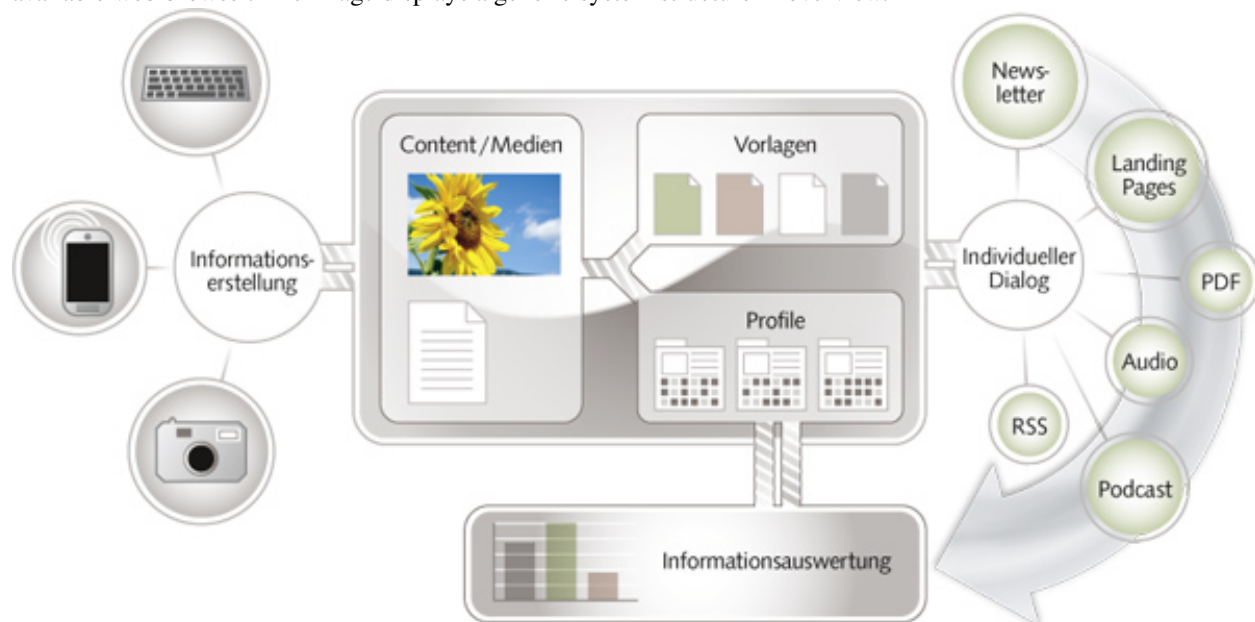 Content/Medien
Vorlagen
Informations-
erstellung
Profile
Informationsauswertung
Individueller
Dialog
News-
letter
Landing
Pages
PDF
Audio
RSS
Podcast